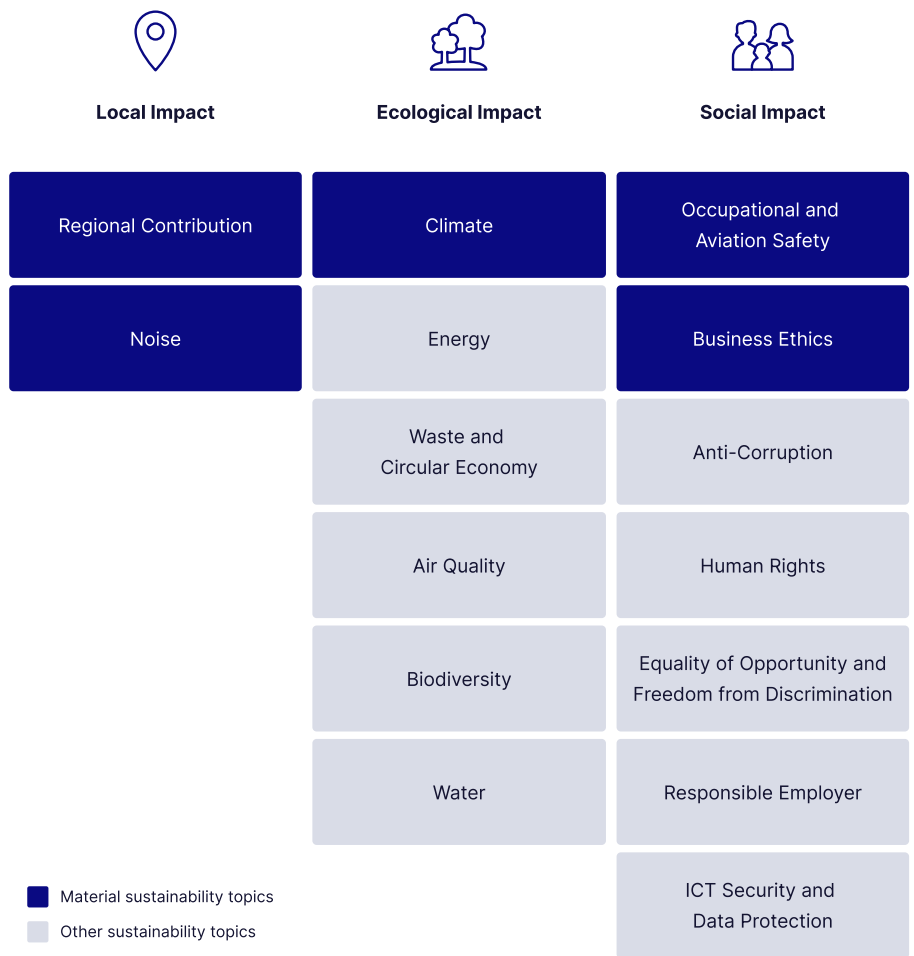 Local Impact
Ecological Impact
Social Impact
Regional Contribution
Climate
Occupational and
Aviation Safety
Noise
Energy
Business Ethics
Waste and
Circular Economy
Anti-Corruption
Air Quality
Human Rights
Biodiversity
Equality of Opportunity and
Freedom from Discrimination
Water
Responsible Employer
ICT Security and
Data Protection
Material sustainability topics
Other sustainability topics